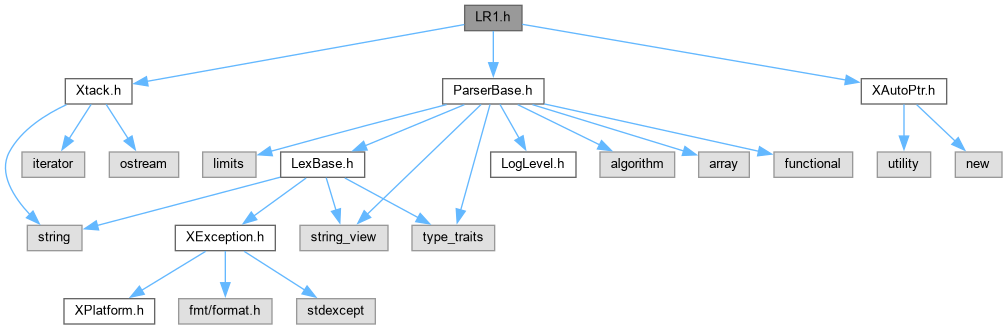 LR1.h
Xtack.h
ParserBase.h
XAutoPtr.h
iterator
ostream
limits
LexBase.h
LogLevel.h
algorithm
array
functional
utility
new
string
XException.h
string_view
type_traits
XPlatform.h
fmt/format.h
stdexcept